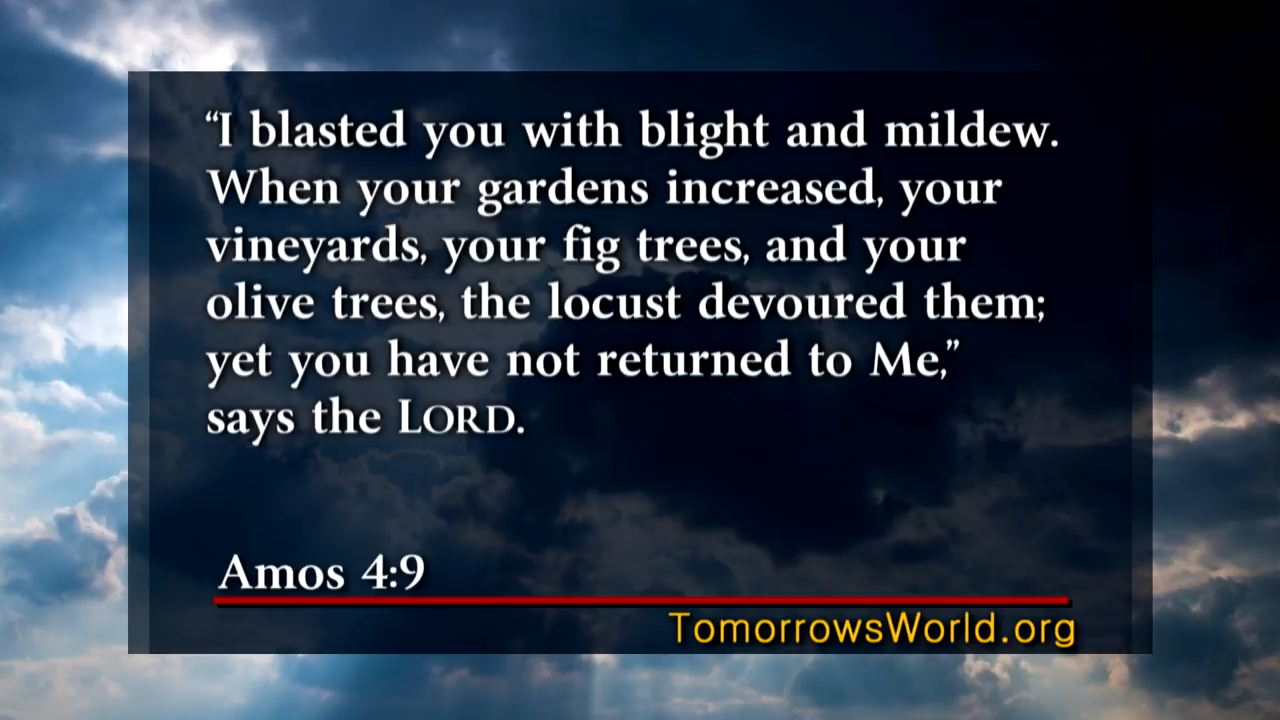 “I blasted you with blight and mildew.
When your gardens increased, your
vineyards, your fig trees, and your
olive trees, the locust devoured them;
yet you have not returned to Me,”
says the LORD.
Amos 4:9
TomorrowsWorld.org